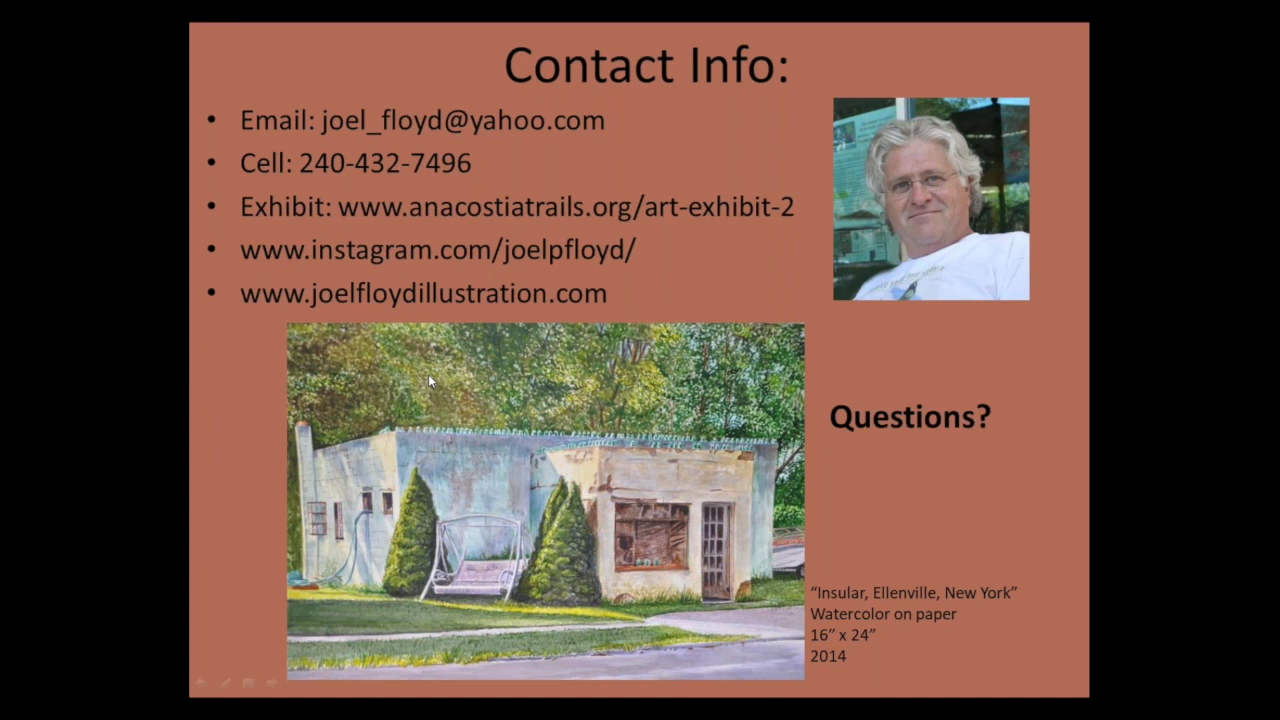 Contact Info:
• Email: joel_floyd@yahoo.com
• Cell: 240-432-7496
• Exhibit: www.anacostiatrails.org/art-exhibit-2
• www.instagram.com/joelpfloyd/
• www.joelfloydillustration.com
Questions?
“Insular, Ellenville, New York”
Watercolor on paper
16” x 24”
2014